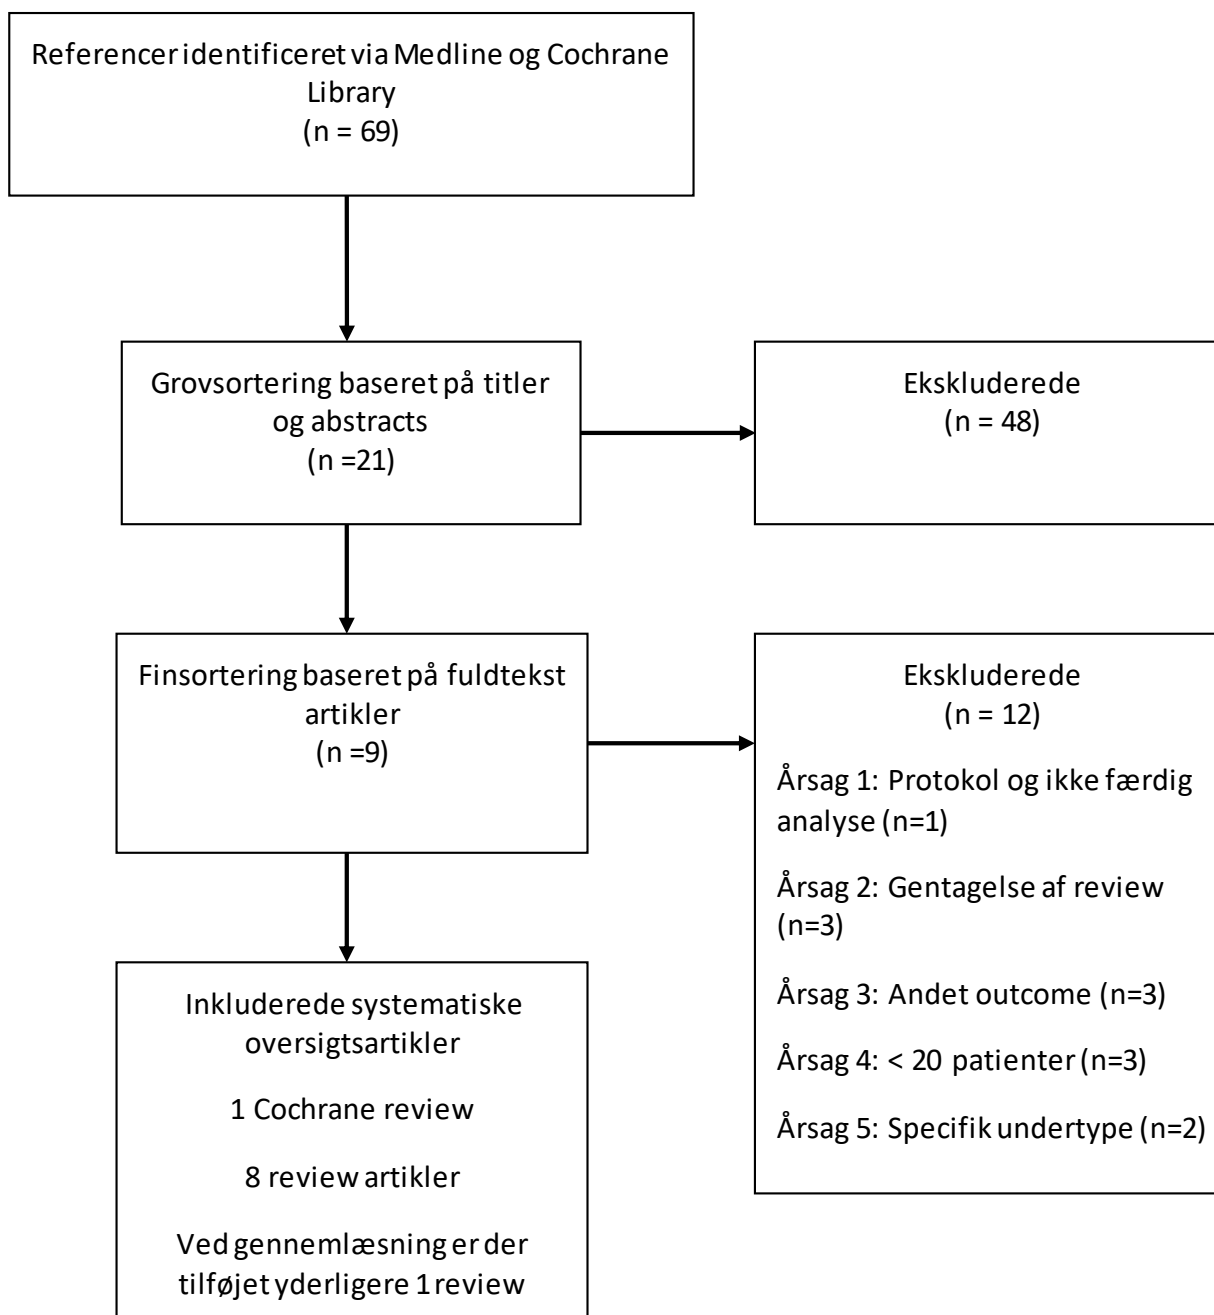 Referencer identificeret via Medline og Cochrane
Library
(n = 69)
Grovsortering baseret på titler
og abstracts
(n =21)
Ekskluderede
(n = 48)
Finsortering baseret på fuldtekst
artikler
(n =9)
Ekskluderede
(n = 12)
Årsag 1: Protokol og ikke færdig
analyse (n=1)
Årsag 2: Gentagelse af review
(n=3)
Årsag 3: Andet outcome (n=3)
Årsag 4: < 20 patienter (n=3)
Årsag 5: Specifik undertype (n=2)
Inkluderede systematiske
oversigtsartikler
1 Cochrane review
8 review artikler
Ved gennemlæsning er der
tilføjet yderligere 1 review